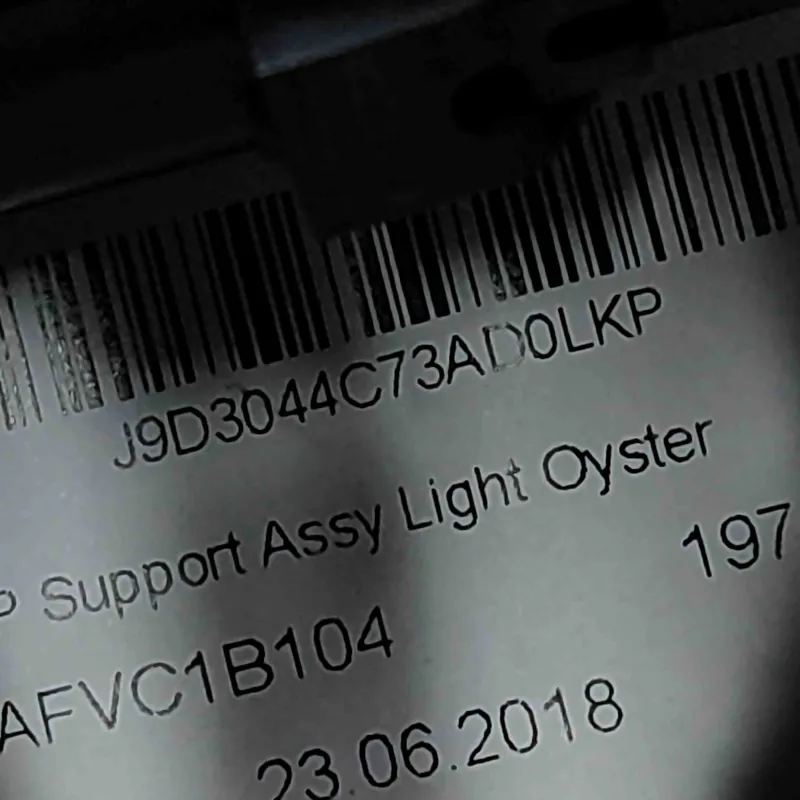 J9D3044C73AD0LKP
P Support Assy Light Oyster
197
AFVC1B104
23.06.2018